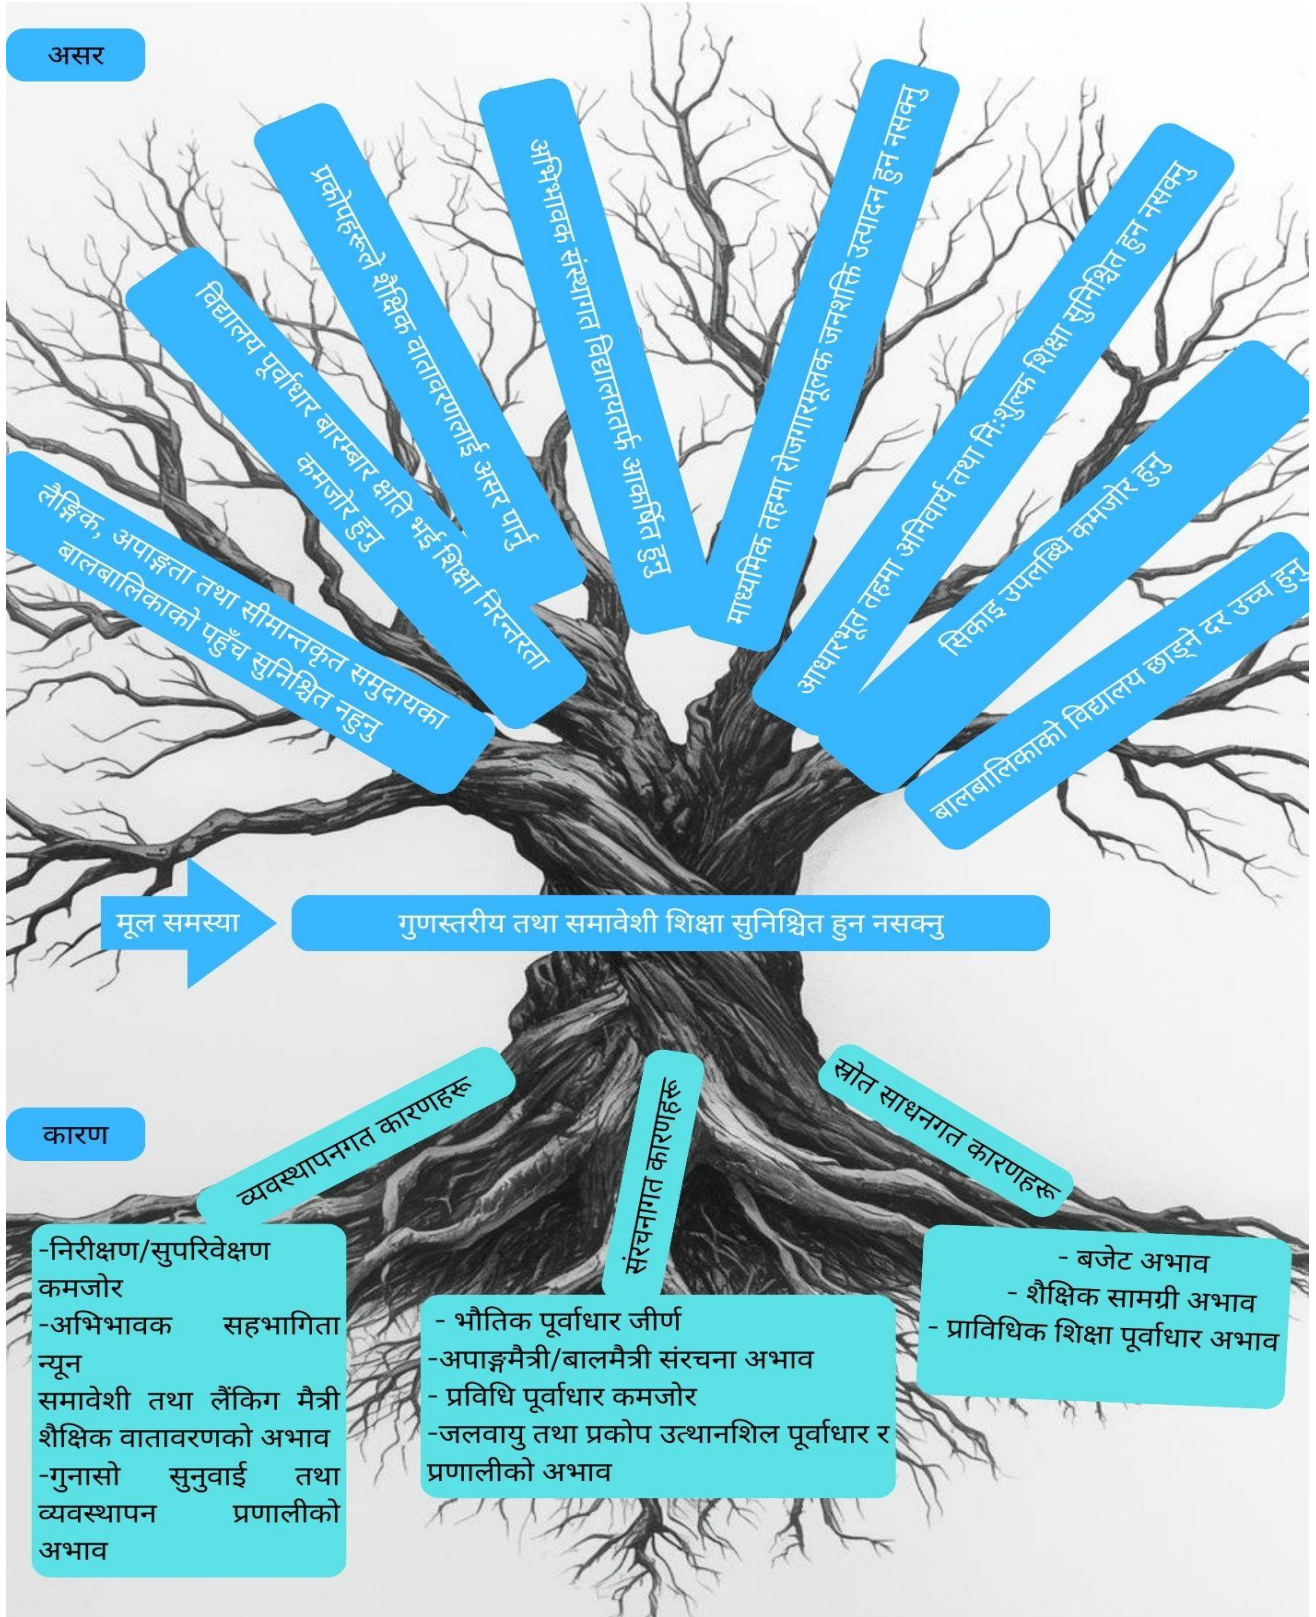 असर
लैङ्गिक, अपाङ्गता तथा सीमान्तकृत समुदायका
बालबालिकाको पहुँच सुनिश्चित नहुनु
विद्यालय पूर्वाधार बारम्बार क्षति भई शिक्षा निरन्तरता
कमजोर हुनु
प्रकोपहरूले शैक्षिक वातावरणलाई असर पार्नु
अभिभावक संस्थागत विद्यालयतर्फ आकर्षित हुनु
माध्यमिक तहमा रोजगारमूलक जनशक्ति उत्पादन हुन नसक्नु
आधारभूत तहमा अनिवार्य तथा नि:शुल्क शिक्षा सुनिश्चित हुन नसक्नु
सिकाइ उपलब्धि कमजोर हुनु
बालबालिकाको विद्यालय छाड्ने दर उच्च हुनु
मूल समस्या
गुणस्तरीय तथा समावेशी शिक्षा सुनिश्चित हुन नसक्नु
कारण
व्यवस्थापनगत कारणहरू
-निरीक्षण/सुपरिवेक्षण
कमजोर
-अभिभावक सहभागिता
न्यून
समावेशी तथा लैंकिग मैत्री
शैक्षिक वातावरणको अभाव
-गुनासो सुनुवाई तथा
व्यवस्थापन प्रणालीको
अभाव
संरचनागत कारणहरू
- भौतिक पूर्वाधार जीर्ण
-अपाङ्गमैत्री/बालमैत्री संरचना अभाव
- प्रविधि पूर्वाधार कमजोर
-जलवायु तथा प्रकोप उत्थानशिल पूर्वाधार र
प्रणालीको अभाव
स्रोत साधनगत कारणहरू
- बजेट अभाव
- शैक्षिक सामग्री अभाव
- प्राविधिक शिक्षा पूर्वाधार अभाव